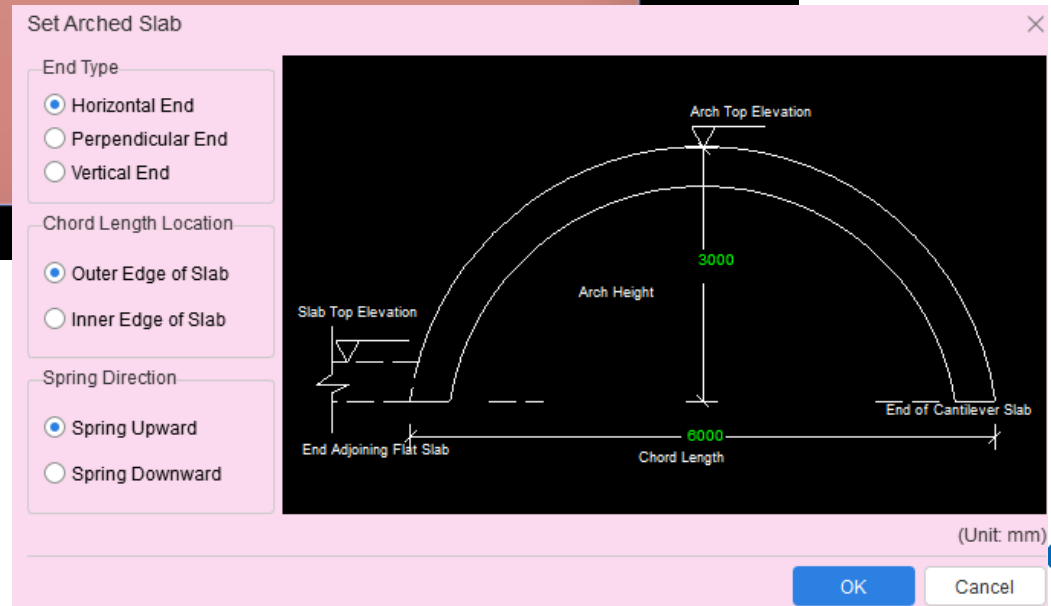 Set Arched Slab
End Type
Horizontal End
Perpendicular End
Vertical End
Chord Length Location
Outer Edge of Slab
Inner Edge of Slab
Spring Direction
Spring Upward
Spring Downward
Arch Top Elevation
3000
Arch Height
Slab Top Elevation
End of Cantilever Slab
6000
End Adjoining Flat Slab
Chord Length
(Unit: mm)
OK
Cancel